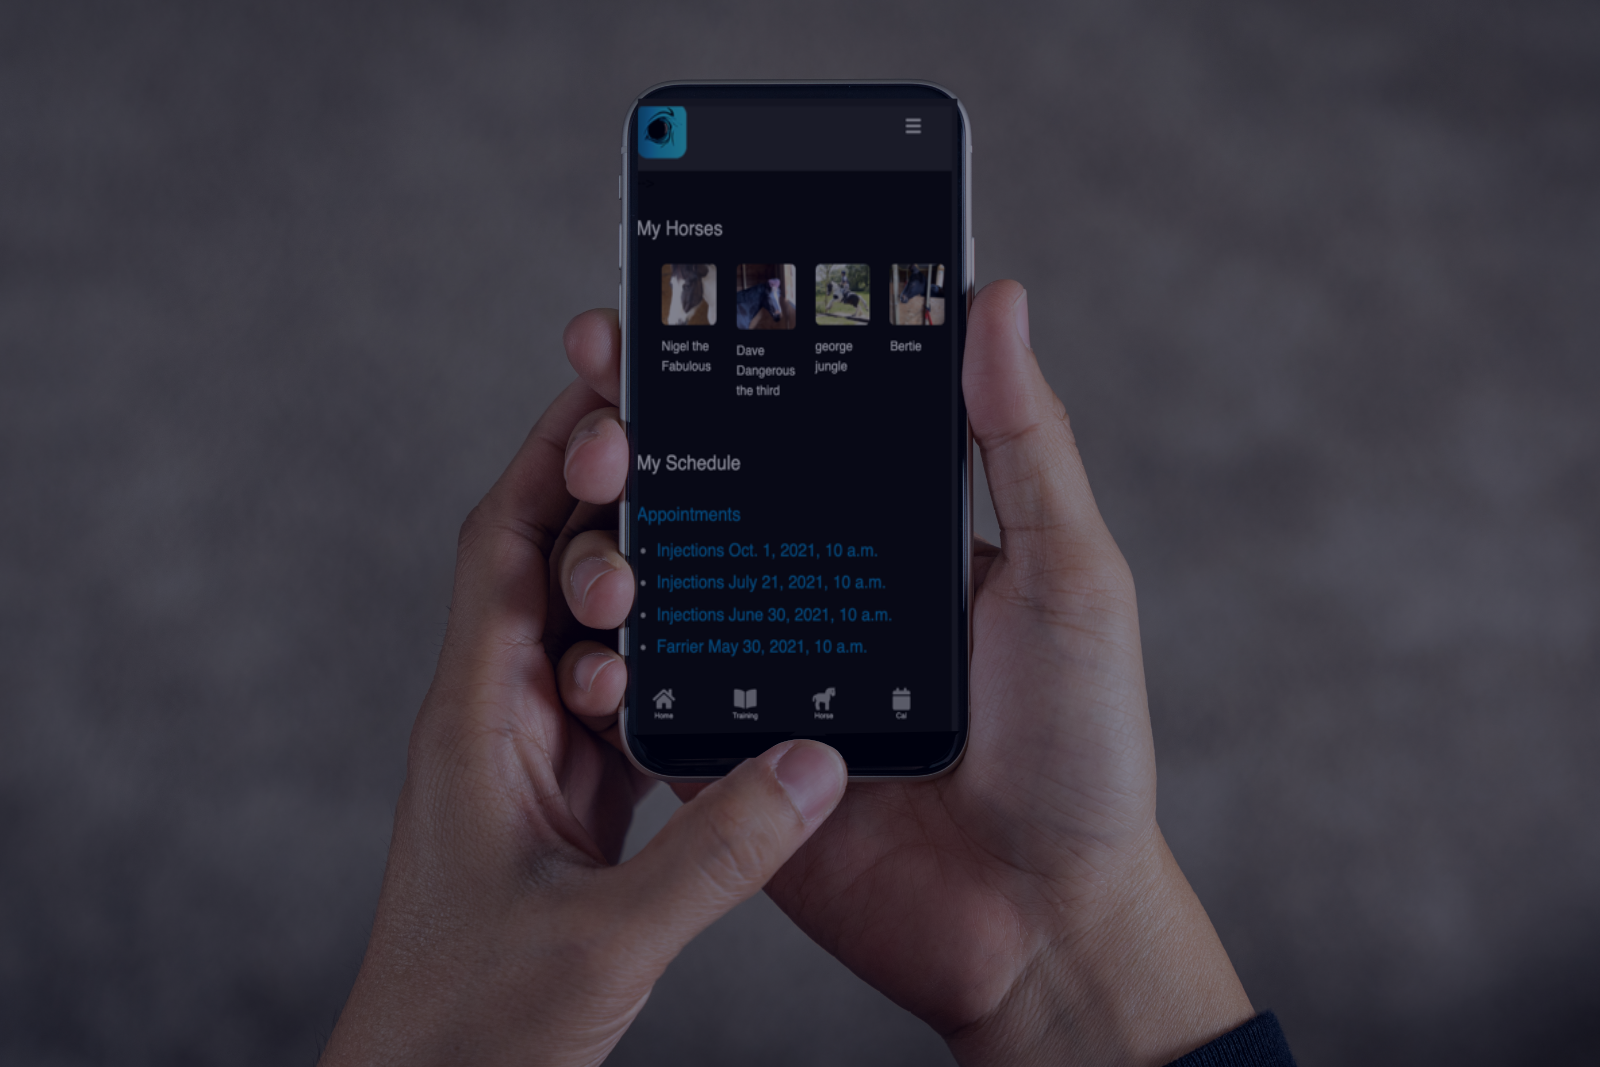 My Horses
Nigel the
Fabulous
Dave
Dangerous
the third
george
jungle
Bertie
My Schedule
Appointments
Injections Oct. 1, 2021, 10 a.m.
Injections July 21, 2021, 10 a.m.
Injections June 30, 2021, 10 a.m.
Farrier May 30, 2021, 10 a.m.
Home
Training
Horse
Cal